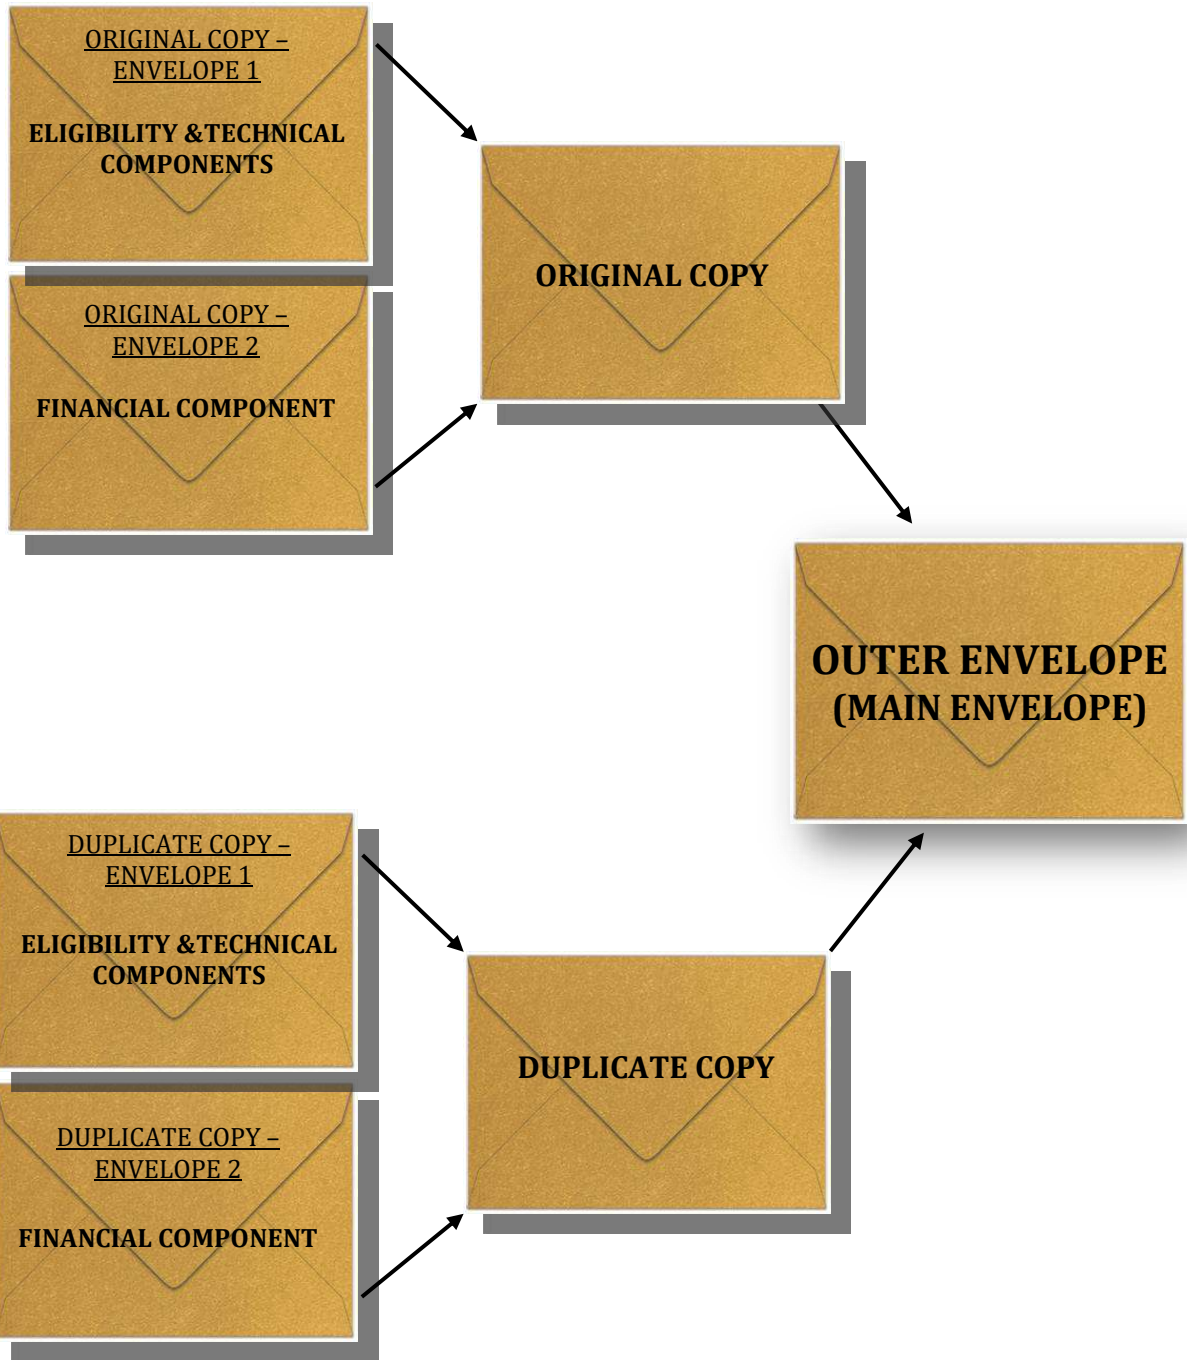 ORIGINAL COPY –
ENVELOPE 1
ELIGIBILITY &TECHNICAL
COMPONENTS
ORIGINAL COPY
ORIGINAL COPY –
ENVELOPE 2
FINANCIAL COMPONENT
OUTER ENVELOPE
(MAIN ENVELOPE)
DUPLICATE COPY –
ENVELOPE 1
ELIGIBILITY &TECHNICAL
COMPONENTS
DUPLICATE COPY
DUPLICATE COPY –
ENVELOPE 2
FINANCIAL COMPONENT